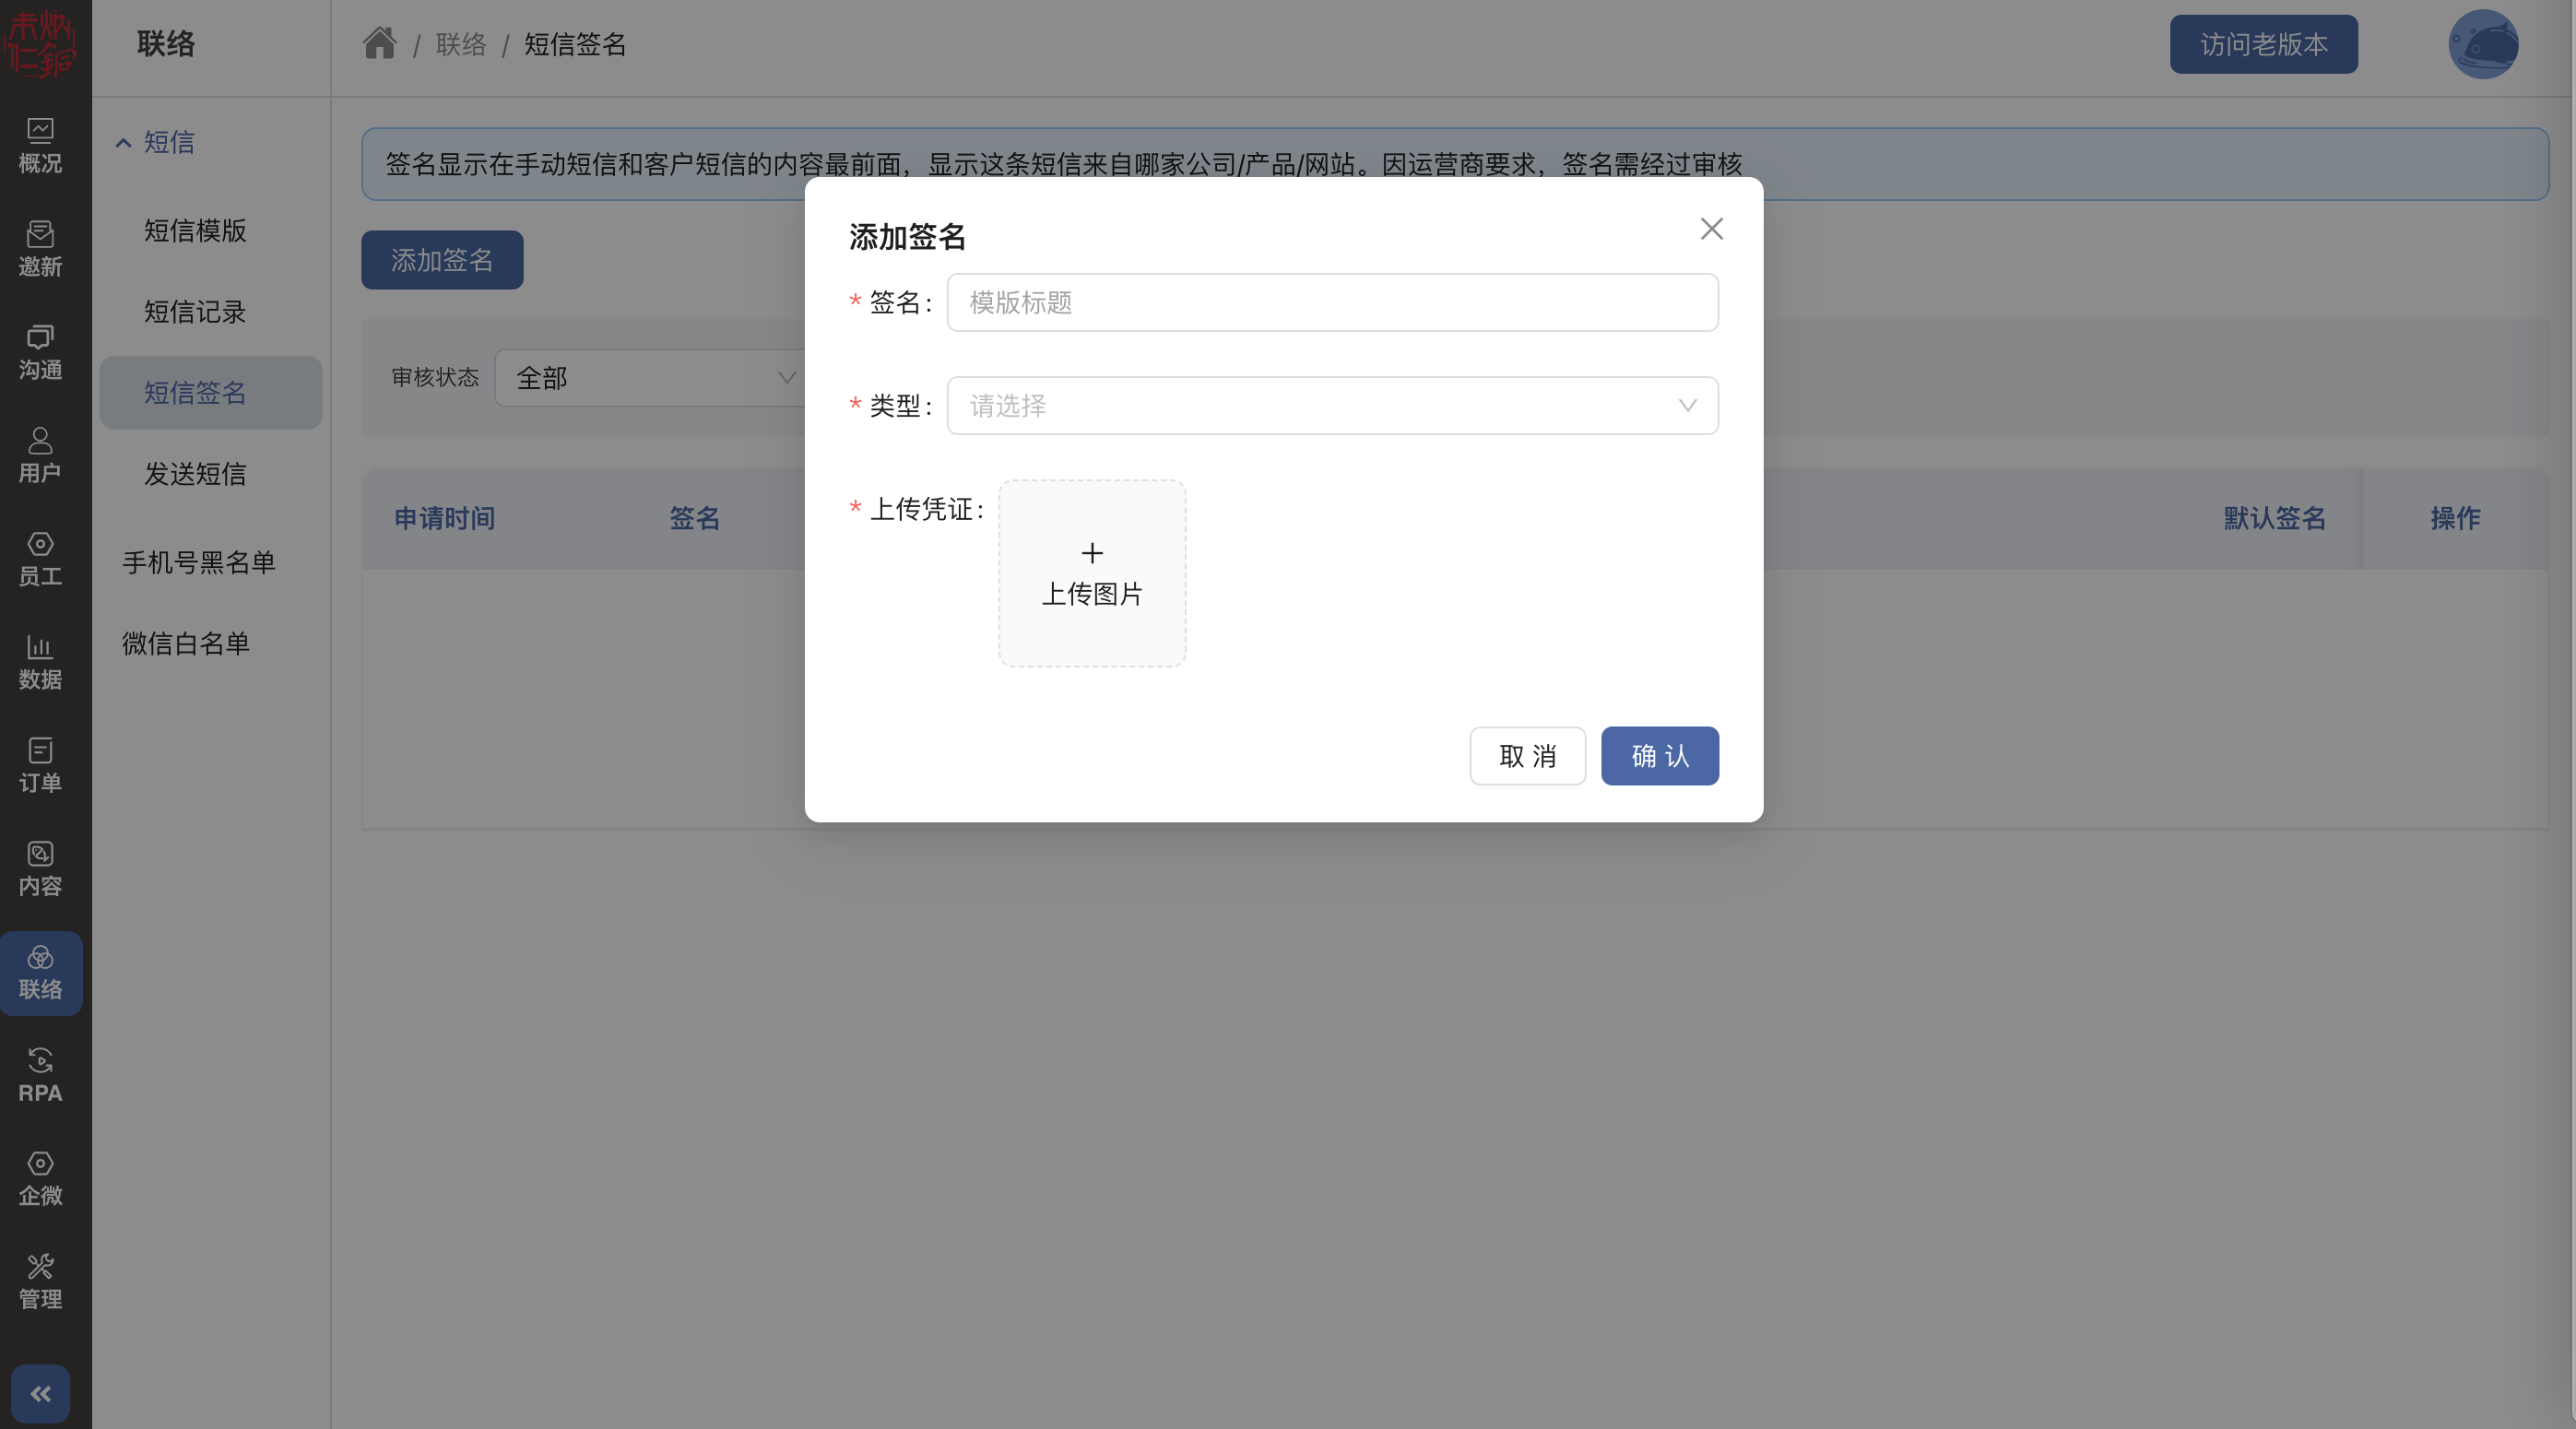 联络
/ 联络 / 短信签名
访问老版本
概况
邀新
沟通
用户
员工
数据
订单
内容
联络
RPA
企微
管理
短信
短信模版
短信记录
短信签名
发送短信
手机号黑名单
微信白名单
签名显示在手动短信和客户短信的内容最前面，显示这条短信来自哪家公司/产品/网站。因运营商要求，签名需经过审核
添加签名
审核状态 全部
申请时间 签名 默认签名 操作
添加签名
* 签名: 模版标题
* 类型: 请选择
* 上传凭证:
+
上传图片
取 消 确 认